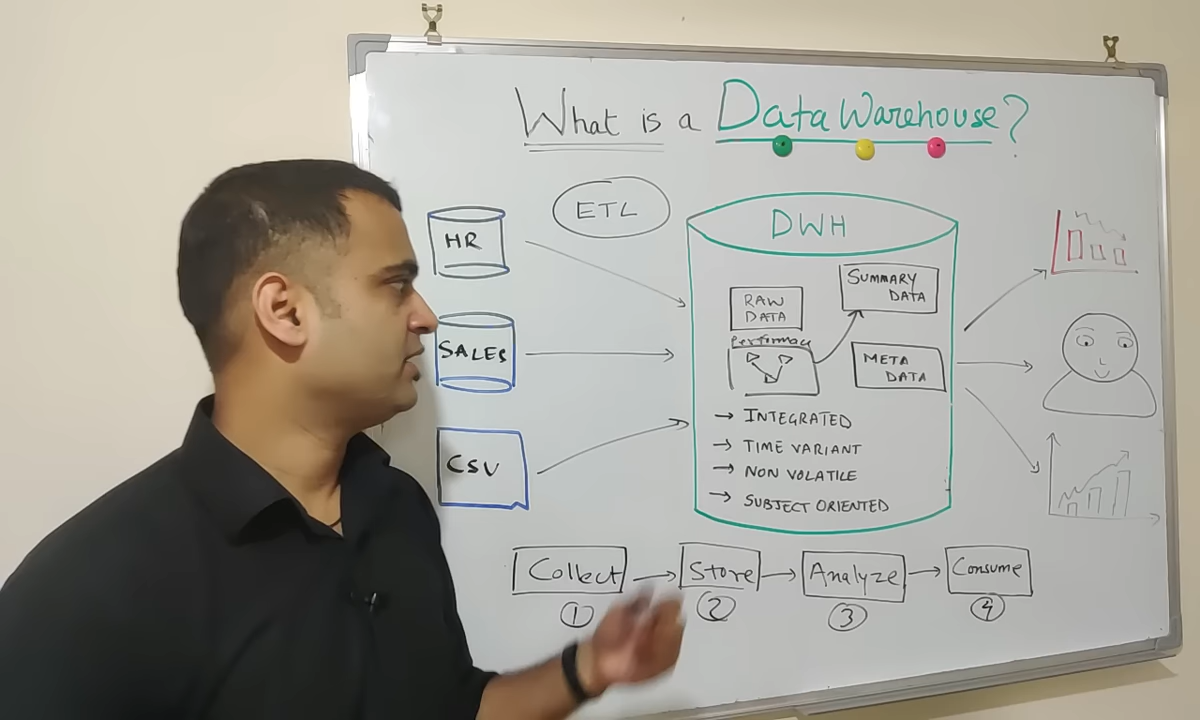 What is a Data Warehouse?
ETL
HR
SALES
CSV
DWH
RAW
DATA
SUMMARY
DATA
Performace
META
DATA
→ INTEGRATED
→ TIME VARIANT
→ NON VOLATILE
→ SUBJECT ORIENTED
Collect → Store → Analyze → Consume
① ② ③ ④